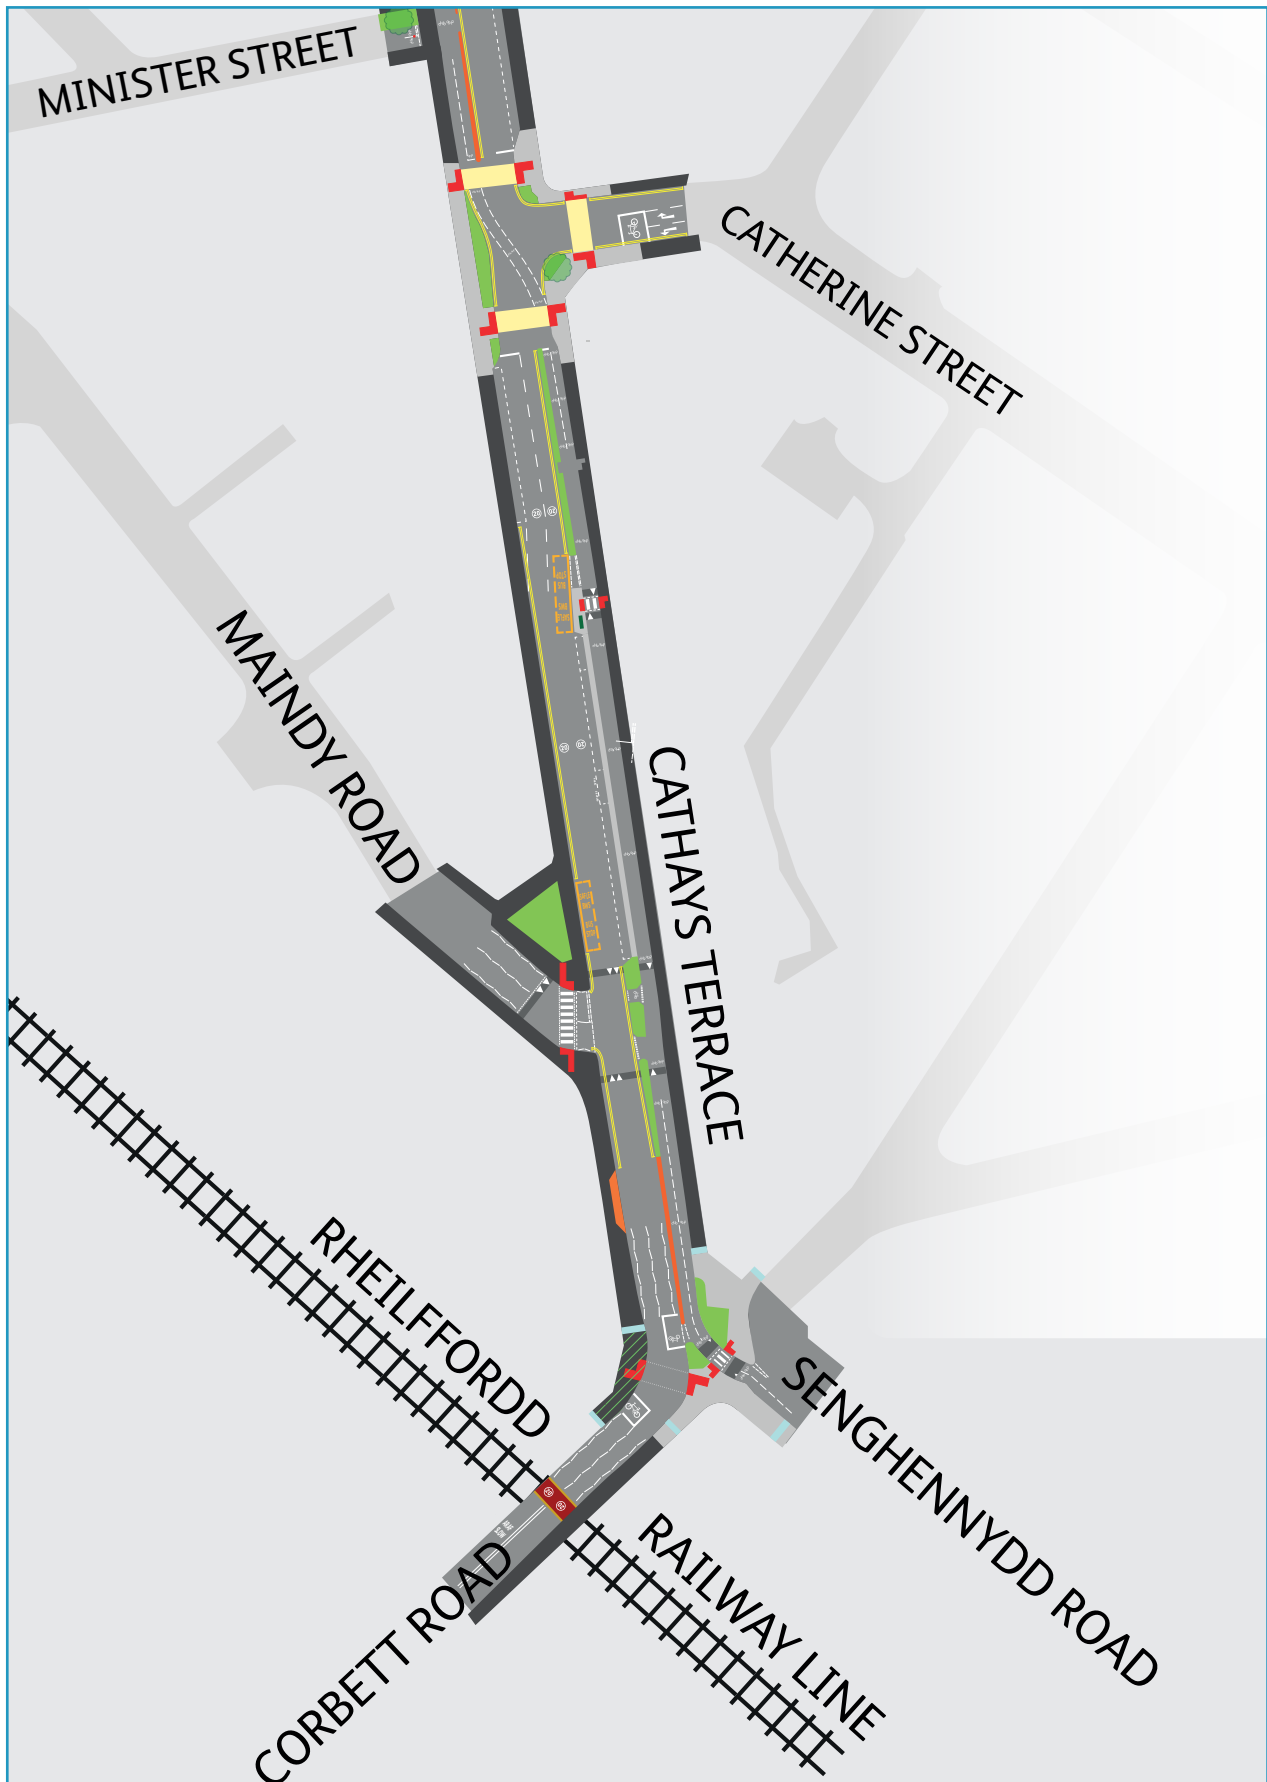 MINISTER STREET
CATHERINE STREET
MAINDY ROAD
CATHAYS TERRACE
RHEILFFORDD
SENGHENNYDD ROAD
RAILWAY LINE
CORBETT ROAD